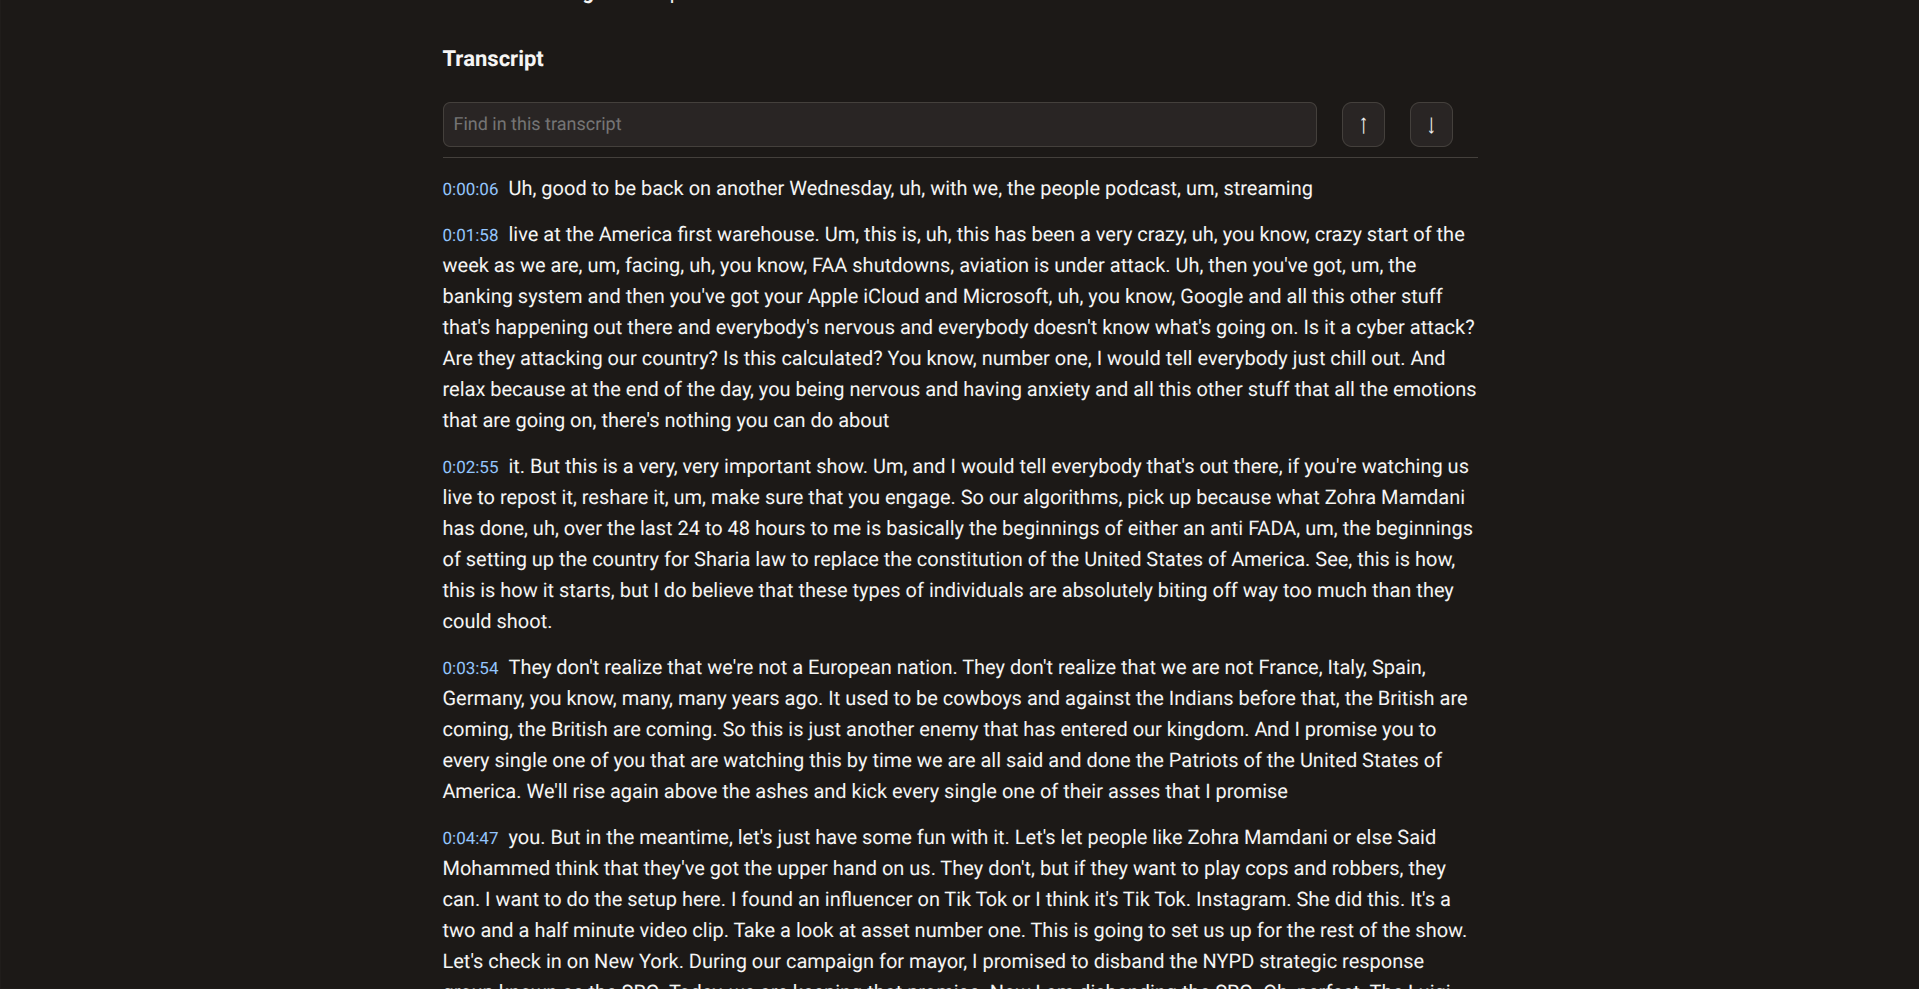 Transcript
Find in this transcript
↑ ↓
0:00:06 Uh, good to be back on another Wednesday, uh, with we, the people podcast, um, streaming
0:01:58 live at the America first warehouse. Um, this is, uh, this has been a very crazy, uh, you know, crazy start of the
week as we are, um, facing, uh, you know, FAA shutdowns, aviation is under attack. Uh, then you've got, um, the
banking system and then you've got your Apple iCloud and Microsoft, uh, you know, Google and all this other stuff
that's happening out there and everybody's nervous and everybody doesn't know what's going on. Is it a cyber attack?
Are they attacking our country? Is this calculated? You know, number one, I would tell everybody just chill out. And
relax because at the end of the day, you being nervous and having anxiety and all this other stuff that all the emotions
that are going on, there's nothing you can do about
0:02:55 it. But this is a very, very important show. Um, and I would tell everybody that's out there, if you're watching us
live to repost it, reshare it, um, make sure that you engage. So our algorithms, pick up because what Zohra Mamdani
has done, uh, over the last 24 to 48 hours to me is basically the beginnings of either an anti FADA, um, the beginnings
of setting up the country for Sharia law to replace the constitution of the United States of America. See, this is how,
this is how it starts, but I do believe that these types of individuals are absolutely biting off way too much than they
could shoot.
0:03:54 They don't realize that we're not a European nation. They don't realize that we are not France, Italy, Spain,
Germany, you know, many, many years ago. It used to be cowboys and against the Indians before that, the British are
coming, the British are coming. So this is just another enemy that has entered our kingdom. And I promise you to
every single one of you that are watching this by time we are all said and done the Patriots of the United States of
America. We'll rise again above the ashes and kick every single one of their asses that I promise
0:04:47 you. But in the meantime, let's just have some fun with it. Let's let people like Zohra Mamdani or else Said
Mohammed think that they've got the upper hand on us. They don't, but if they want to play cops and robbers, they
can. I want to do the setup here. I found an influencer on Tik Tok or I think it's Tik Tok. Instagram. She did this. It's a
two and a half minute video clip. Take a look at asset number one. This is going to set us up for the rest of the show.
Let's check in on New York. During our campaign for mayor, I promised to disband the NYPD strategic response